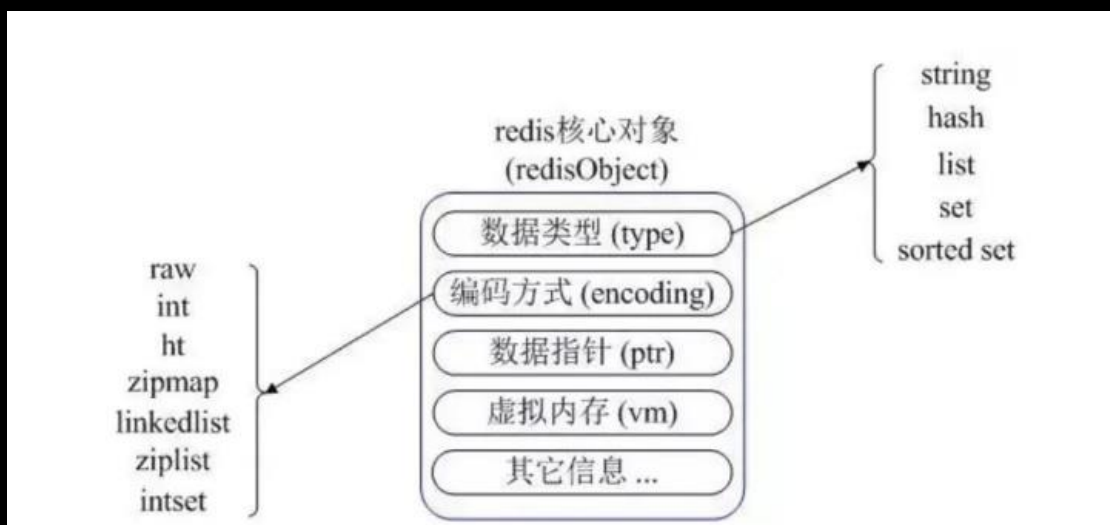 redis核心对象
(redisObject)
数据类型 (type)
编码方式 (encoding)
数据指针 (ptr)
虚拟内存 (vm)
其它信息 ...
string
hash
list
set
sorted set
raw
int
ht
zipmap
linkedlist
ziplist
intset